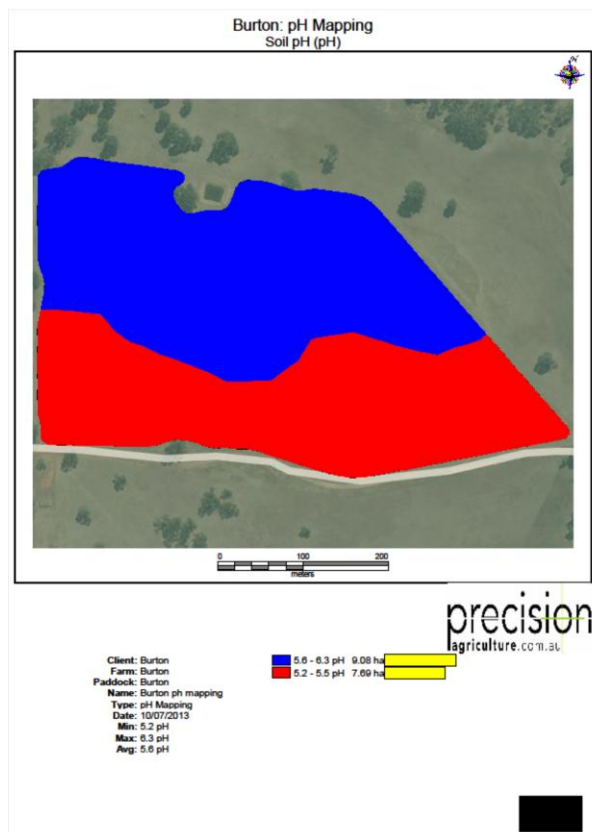 Burton: pH Mapping
Soil pH (pH)
N
0 100 200
meters
precision
agriculture.com.au
Client: Burton
Farm: Burton
Paddock: Burton
Name: Burton ph mapping
Type: pH Mapping
Date: 10/07/2013
Min: 5.2 pH
Max: 6.3 pH
Avg: 5.6 pH
5.6 - 6.3 pH 9.08 ha
5.2 - 5.5 pH 7.69 ha